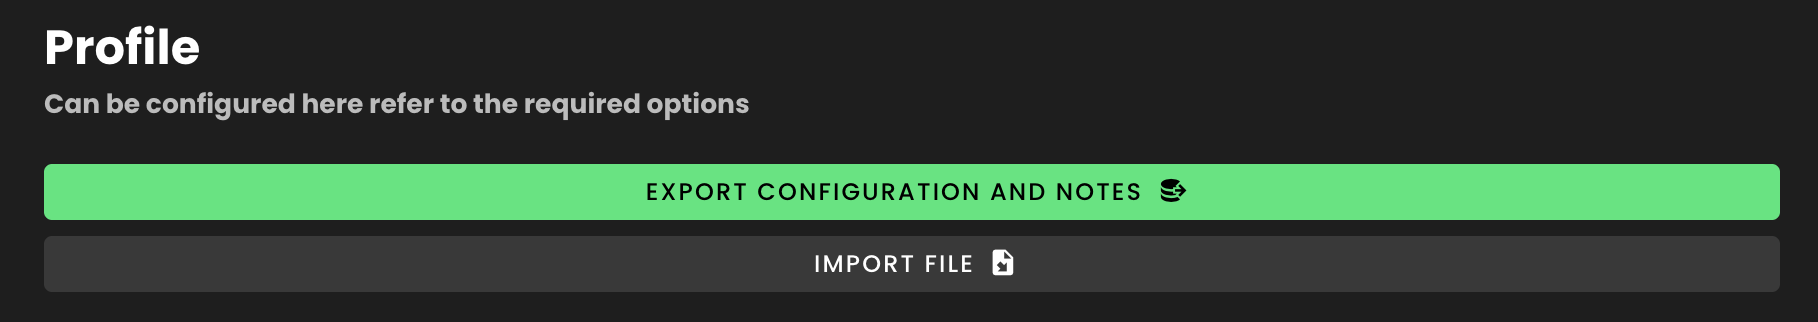 Profile
Can be configured here refer to the required options
EXPORT CONFIGURATION AND NOTES
IMPORT FILE